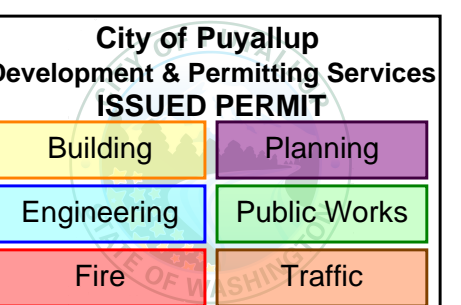 City of Puyallup
Development & Permitting Services
ISSUED PERMIT
Building Planning
Engineering Public Works
Fire Traffic